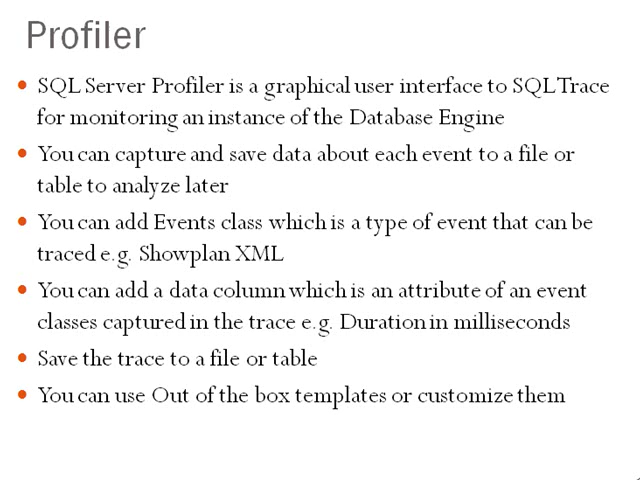 Profiler
• SQL Server Profiler is a graphical user interface to SQL Trace
for monitoring an instance of the Database Engine
• You can capture and save data about each event to a file or
table to analyze later
• You can add Events class which is a type of event that can be
traced e.g. Showplan XML
• You can add a data column which is an attribute of an event
classes captured in the trace e.g. Duration in milliseconds
• Save the trace to a file or table
• You can use Out of the box templates or customize them